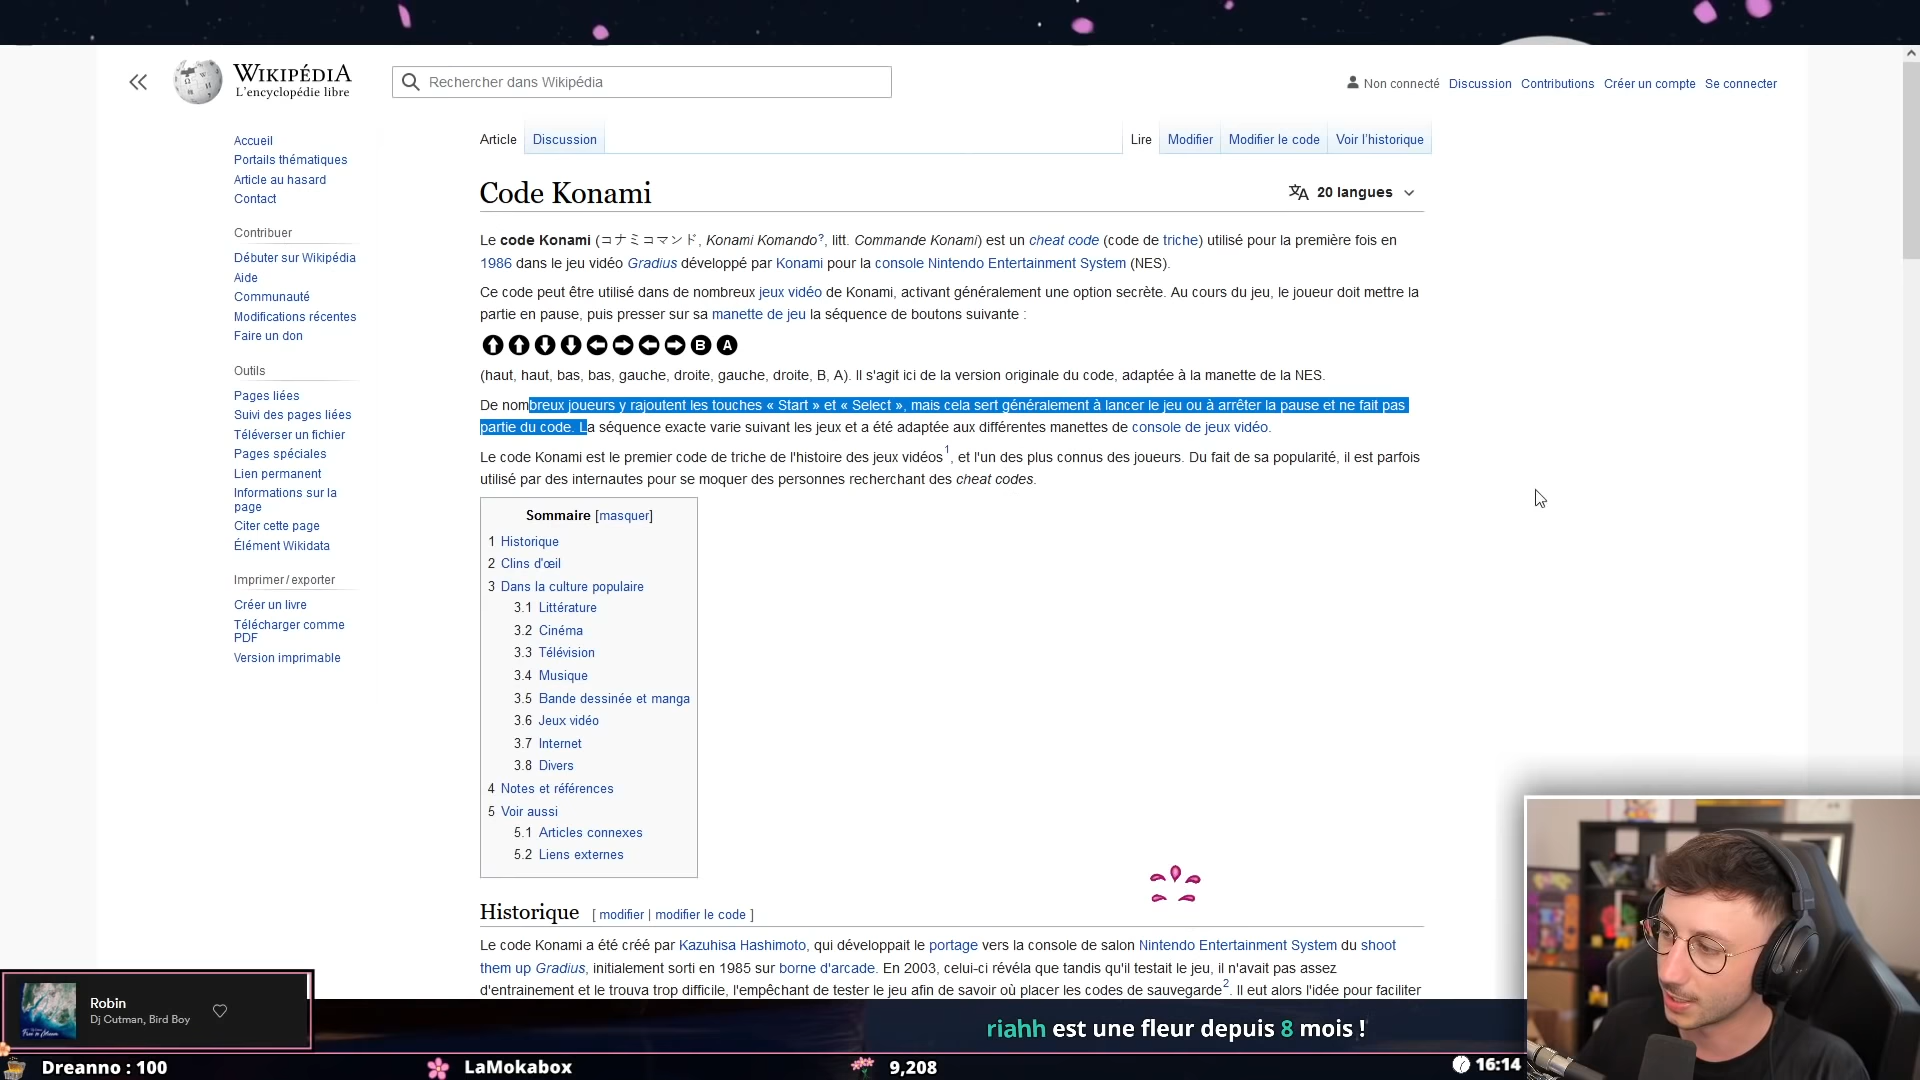 WIKIPÉDIA
L'encyclopédie libre
Rechercher dans Wikipédia
Non connecté Discussion Contributions Créer un compte Se connecter
Accueil
Portails thématiques
Article au hasard
Contact
Contribuer
Débuter sur Wikipédia
Aide
Communauté
Modifications récentes
Faire un don
Outils
Pages liées
Suivi des pages liées
Téléverser un fichier
Pages spéciales
Lien permanent
Informations sur la
page
Citer cette page
Élément Wikidata
Imprimer / exporter
Créer un livre
Télécharger comme
PDF
Version imprimable
Article Discussion Lire Modifier Modifier le code Voir l'historique
Code Konami
20 langues
Le code Konami (コナミコマンド, Konami Komando?, litt. Commande Konami) est un cheat code (code de triche) utilisé pour la première fois en
1986 dans le jeu vidéo Gradius développé par Konami pour la console Nintendo Entertainment System (NES).
Ce code peut être utilisé dans de nombreux jeux vidéo de Konami, activant généralement une option secrète. Au cours du jeu, le joueur doit mettre la
partie en pause, puis presser sur sa manette de jeu la séquence de boutons suivante :
B A
(haut, haut, bas, bas, gauche, droite, gauche, droite, B, A). Il s'agit ici de la version originale du code, adaptée à la manette de la NES.
De nombreux joueurs y rajoutent les touches « Start » et « Select », mais cela sert généralement à lancer le jeu ou à arrêter la pause et ne fait pas
partie du code. La séquence exacte varie suivant les jeux et a été adaptée aux différentes manettes de console de jeux vidéo.
Le code Konami est le premier code de triche de l'histoire des jeux vidéos1, et l'un des plus connus des joueurs. Du fait de sa popularité, il est parfois
utilisé par des internautes pour se moquer des personnes recherchant des cheat codes.
Sommaire [masquer]
1 Historique
2 Clins d'œil
3 Dans la culture populaire
3.1 Littérature
3.2 Cinéma
3.3 Télévision
3.4 Musique
3.5 Bande dessinée et manga
3.6 Jeux vidéo
3.7 Internet
3.8 Divers
4 Notes et références
5 Voir aussi
5.1 Articles connexes
5.2 Liens externes
Historique [ modifier | modifier le code ]
Le code Konami a été créé par Kazuhisa Hashimoto, qui développait le portage vers la console de salon Nintendo Entertainment System du shoot
them up Gradius, initialement sorti en 1985 sur borne d'arcade. En 2003, celui-ci révéla que tandis qu'il testait le jeu, il n'avait pas assez
d'entrainement et le trouva trop difficile, l'empêchant de tester le jeu afin de savoir où placer les codes de sauvegarde2. Il eut alors l'idée pour faciliter
Robin
Dj Cutman, Bird Boy
riahh est une fleur depuis 8 mois !
Dreanno : 100
LaMokabox
9,208
16:14